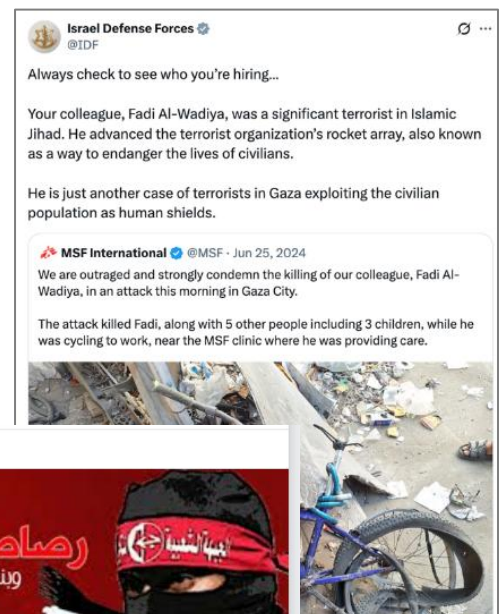 Israel Defense Forces
@IDF
Always check to see who you're hiring...
Your colleague, Fadi Al-Wadiya, was a significant terrorist in Islamic
Jihad. He advanced the terrorist organization's rocket array, also known
as a way to endanger the lives of civilians.
He is just another case of terrorists in Gaza exploiting the civilian
population as human shields.
MSF International @MSF · Jun 25, 2024
We are outraged and strongly condemn the killing of our colleague, Fadi Al-
Wadiya, in an attack this morning in Gaza City.
The attack killed Fadi, along with 5 other people including 3 children, while he
was cycling to work, near the MSF clinic where he was providing care.
الجبهة الشعبية